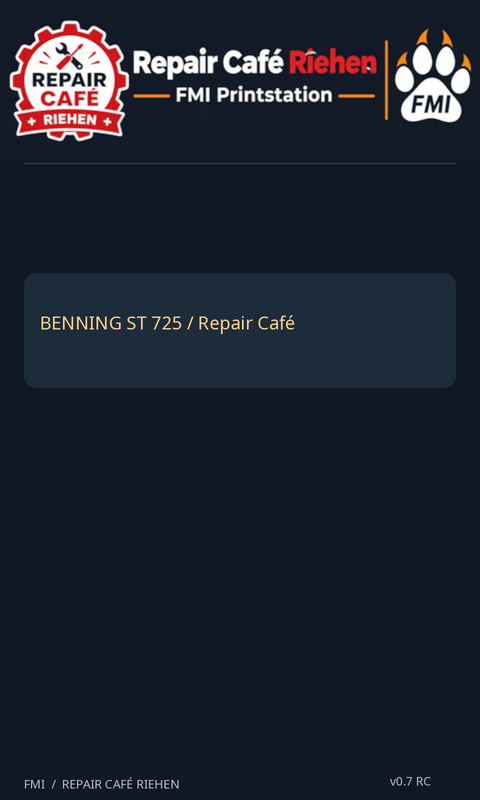 REPAIR
CAFÉ
+ RIEHEN +
Repair Café Riehen
FMI Printstation
FMI
BENNING ST 725 / Repair Café
FMI / REPAIR CAFÉ RIEHEN
v0.7 RC